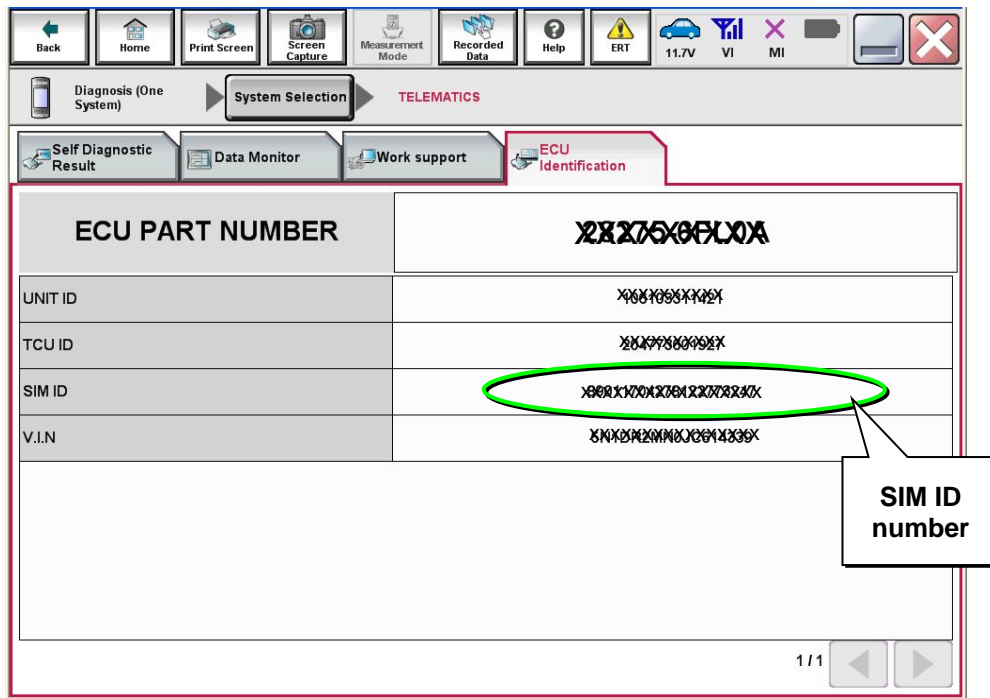 Back
Home
Print Screen
Screen
Capture
Measurement
Mode
Recorded
Data
Help
ERT
11.7V
VI
MI
Diagnosis (One
System)
System Selection
TELEMATICS
Self Diagnostic
Result
Data Monitor
Work support
ECU
Identification
ECU PART NUMBER
UNIT ID
TCU ID
SIM ID
V.I.N
SIM ID
number
1/1